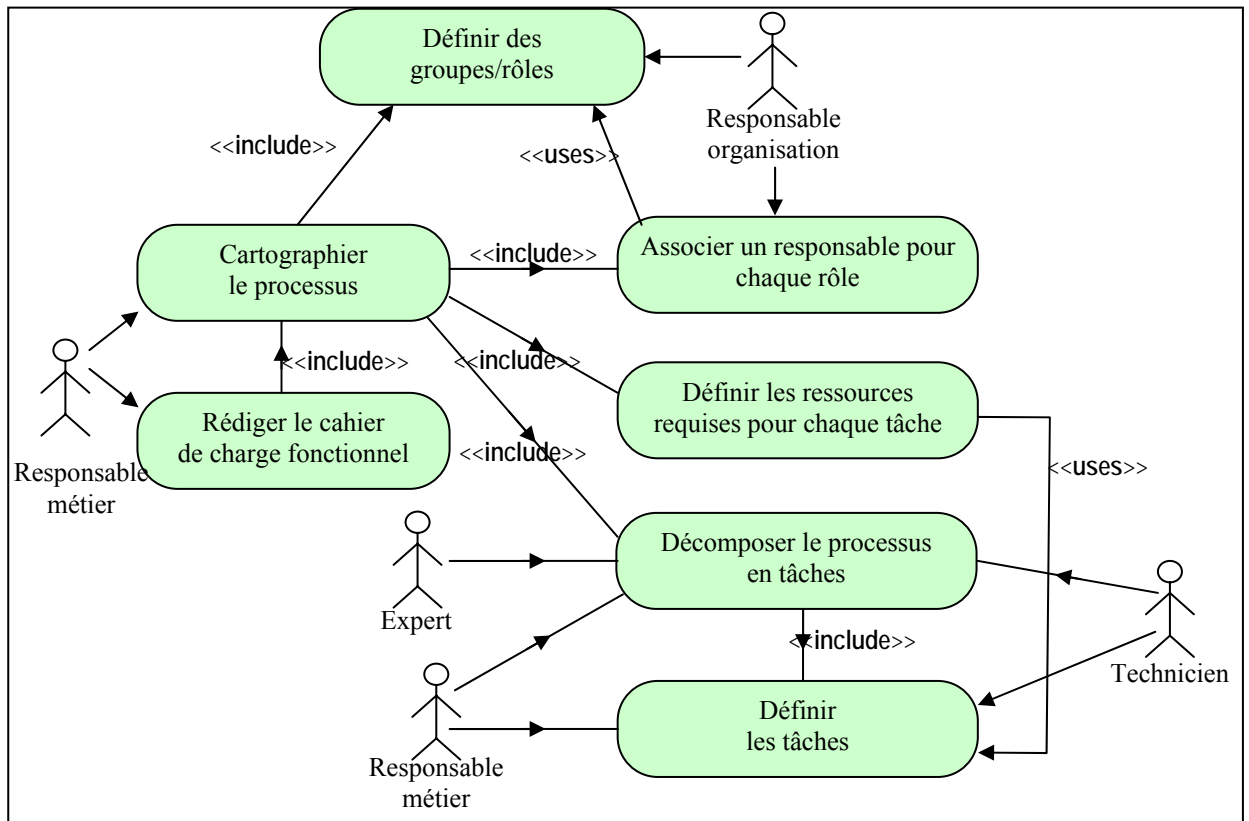 Définir des
groupes/rôles
Responsable
organisation
<<include>>
<<uses>>
Cartographier
le processus
<<include>>
Associer un responsable pour
chaque rôle
<<include>>
<<include>>
Définir les ressources
requises pour chaque tâche
Rédiger le cahier
de charge fonctionnel
Responsable
métier
<<include>>
<<uses>>
Décomposer le processus
en tâches
Expert
<<include>>
Technicien
Définir
les tâches
Responsable
métier